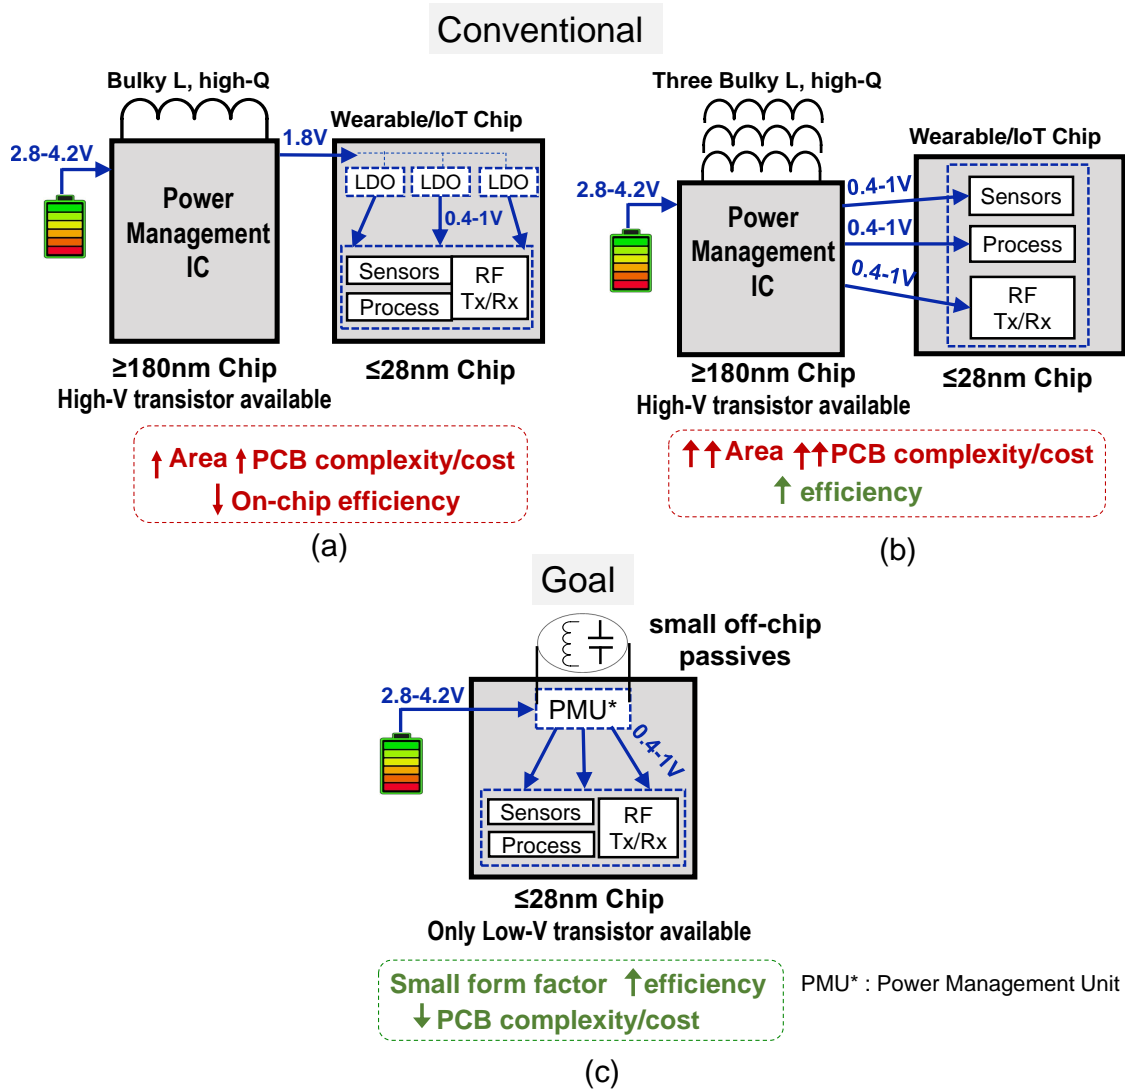 Conventional
Bulky L, high-Q
2.8-4.2V
Power
Management
IC
1.8V
Wearable/IoT Chip
LDO LDO LDO
0.4-1V
Sensors
Process
RF
Tx/Rx
≥180nm Chip
High-V transistor available
≤28nm Chip
↑ Area ↑ PCB complexity/cost
↓ On-chip efficiency
(a)
Three Bulky L, high-Q
2.8-4.2V
Power
Management
IC
Wearable/IoT Chip
0.4-1V
0.4-1V
0.4-1V
Sensors
Process
RF
Tx/Rx
≥180nm Chip
High-V transistor available
≤28nm Chip
↑↑ Area ↑↑ PCB complexity/cost
↑ efficiency
(b)
Goal
small off-chip
passives
2.8-4.2V
PMU*
0.4-1V
Sensors
Process
RF
Tx/Rx
≤28nm Chip
Only Low-V transistor available
Small form factor ↑ efficiency
↓ PCB complexity/cost
PMU* : Power Management Unit
(c)